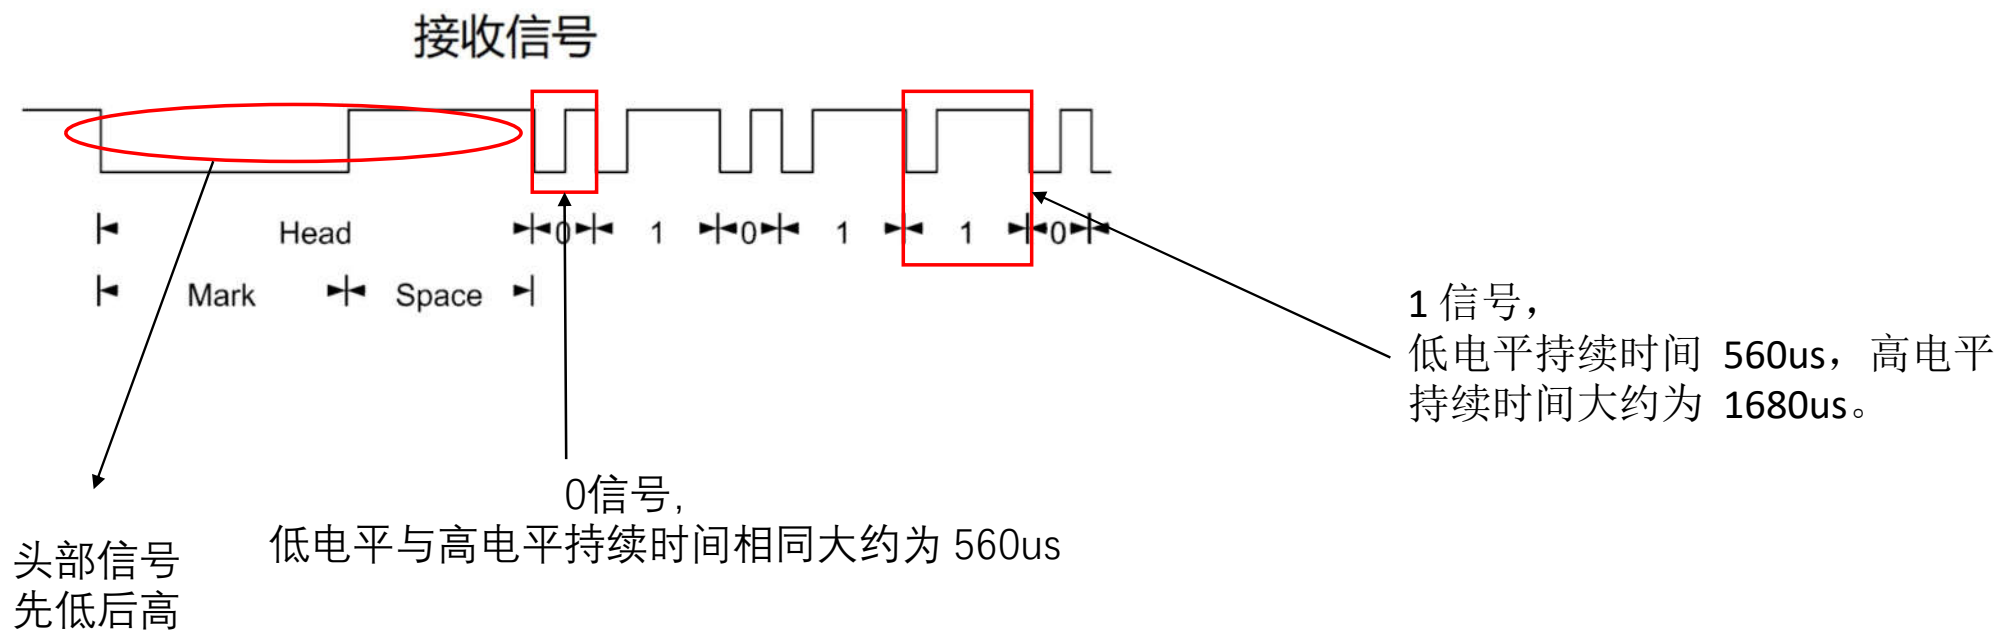 接收信号
Head 0 1 0 1 1 0
Mark Space
1 信号，
低电平持续时间 560us，高电平
持续时间大约为 1680us。
0信号,
低电平与高电平持续时间相同大约为 560us
头部信号
先低后高